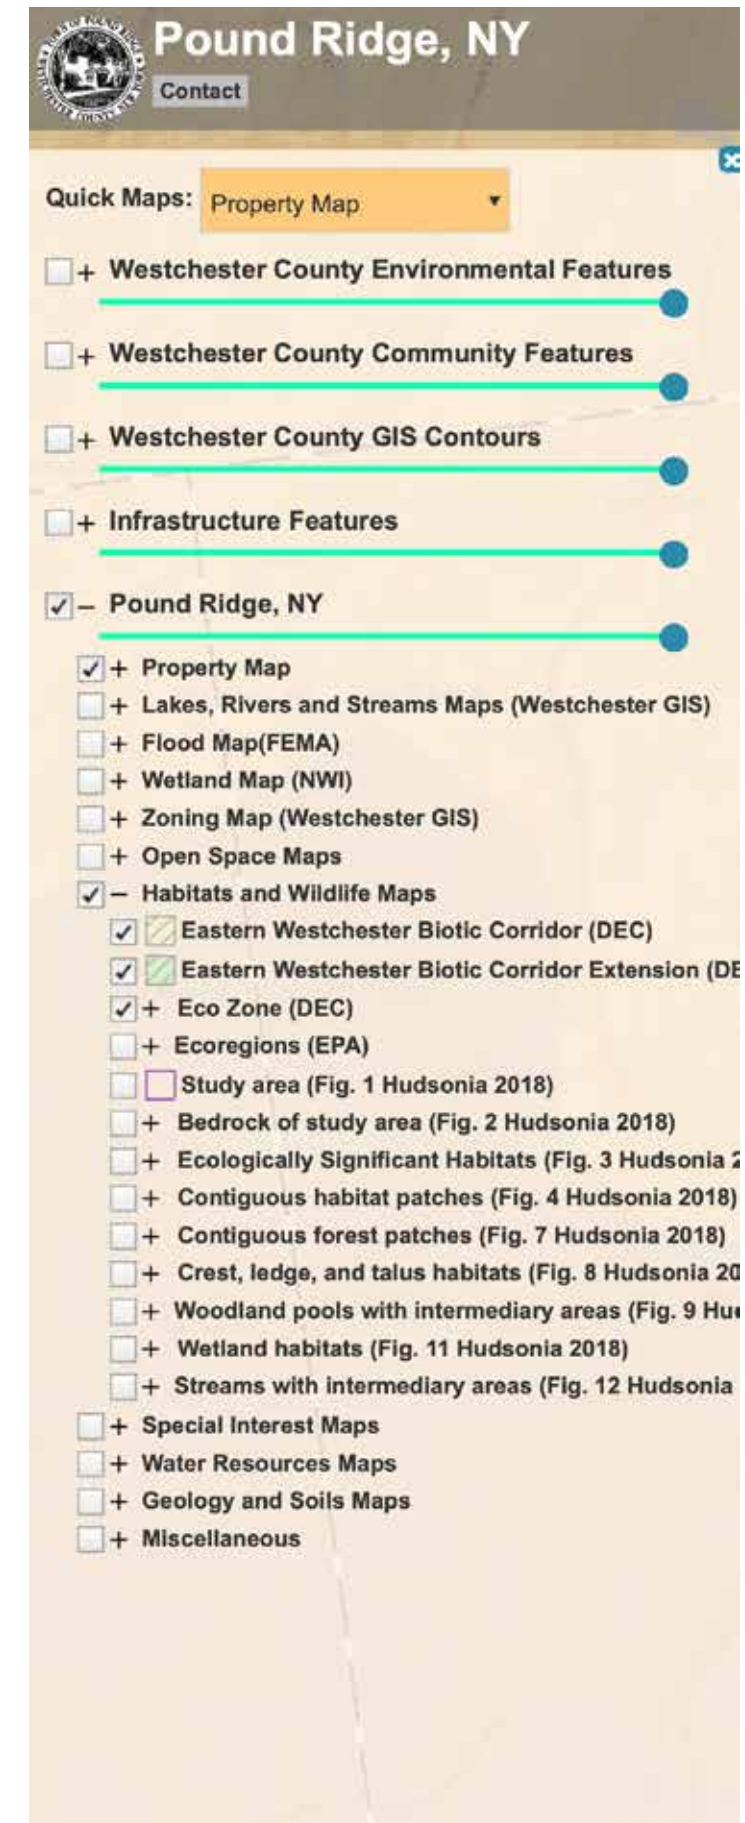 Pound Ridge, NY
Contact
Quick Maps: Property Map
+ Westchester County Environmental Features
+ Westchester County Community Features
+ Westchester County GIS Contours
+ Infrastructure Features
– Pound Ridge, NY
+ Property Map
+ Lakes, Rivers and Streams Maps (Westchester GIS)
+ Flood Map(FEMA)
+ Wetland Map (NWI)
+ Zoning Map (Westchester GIS)
+ Open Space Maps
– Habitats and Wildlife Maps
Eastern Westchester Biotic Corridor (DEC)
Eastern Westchester Biotic Corridor Extension (DE
+ Eco Zone (DEC)
+ Ecoregions (EPA)
Study area (Fig. 1 Hudsonia 2018)
+ Bedrock of study area (Fig. 2 Hudsonia 2018)
+ Ecologically Significant Habitats (Fig. 3 Hudsonia 2
+ Contiguous habitat patches (Fig. 4 Hudsonia 2018)
+ Contiguous forest patches (Fig. 7 Hudsonia 2018)
+ Crest, ledge, and talus habitats (Fig. 8 Hudsonia 20
+ Woodland pools with intermediary areas (Fig. 9 Hu
+ Wetland habitats (Fig. 11 Hudsonia 2018)
+ Streams with intermediary areas (Fig. 12 Hudsonia
+ Special Interest Maps
+ Water Resources Maps
+ Geology and Soils Maps
+ Miscellaneous